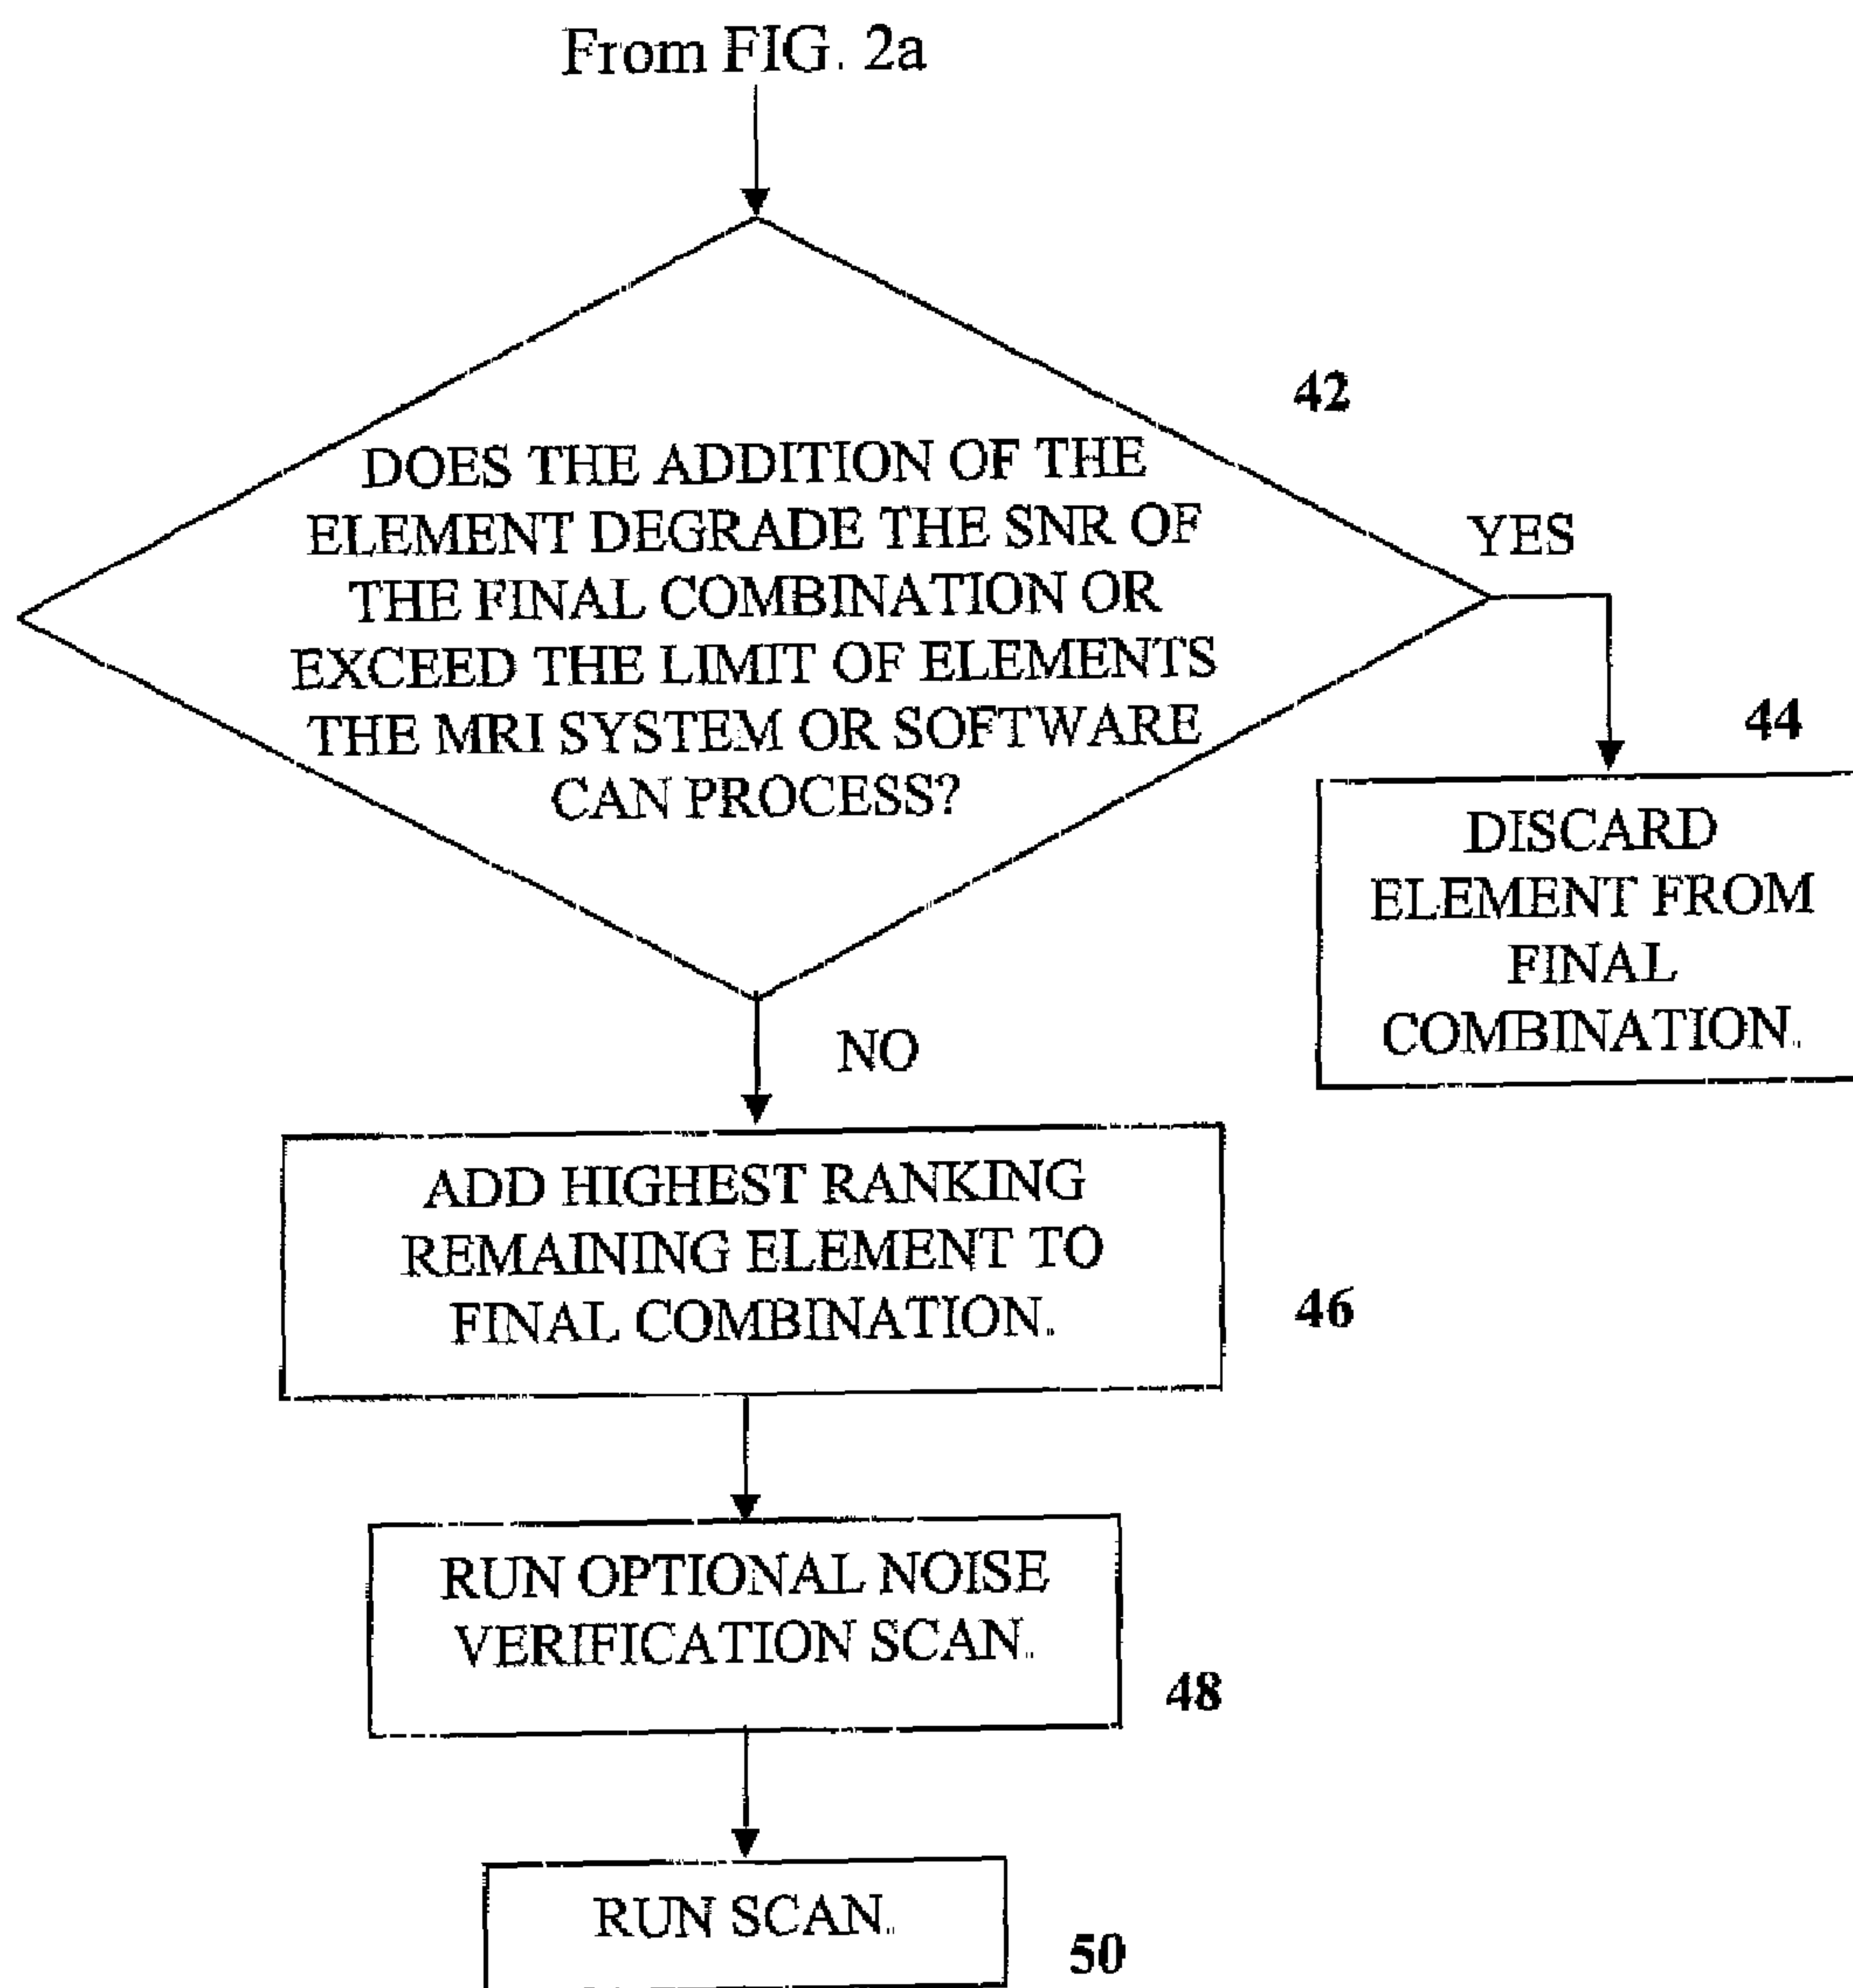 From FIG. 2a
42
DOES THE ADDITION OF THE
ELEMENT DEGRADE THE SNR OF
THE FINAL COMBINATION OR
EXCEED THE LIMIT OF ELEMENTS
THE MRI SYSTEM OR SOFTWARE
CAN PROCESS?
YES
44
DISCARD
ELEMENT FROM
FINAL
COMBINATION.
NO
ADD HIGHEST RANKING
REMAINING ELEMENT TO
FINAL COMBINATION.
46
RUN OPTIONAL NOISE
VERIFICATION SCAN.
48
RUN SCAN.
50